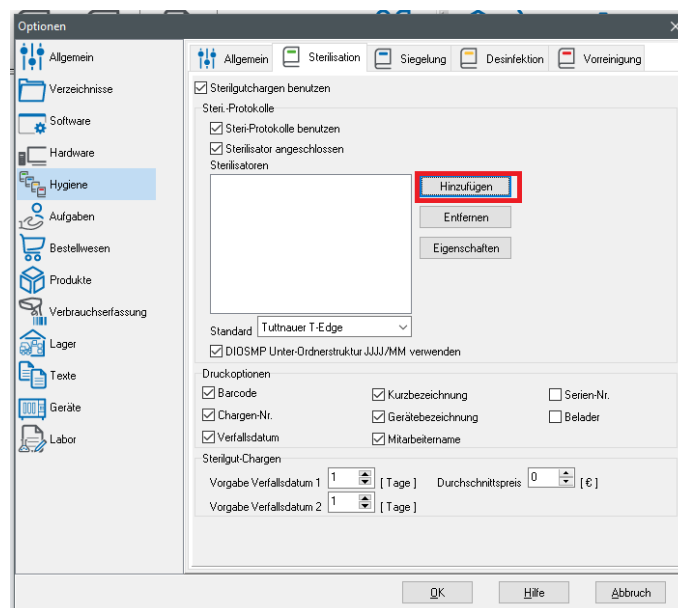 Optionen
Allgemein
Verzeichnisse
Software
Hardware
Hygiene
Aufgaben
Bestellwesen
Produkte
Verbrauchserfassung
Lager
Texte
Geräte
Labor
Allgemein Sterilisation Siegelung Desinfektion Vorreinigung
Sterilgutchargen benutzen
Steri.-Protokolle
Steri-Protokolle benutzen
Sterilisator angeschlossen
Sterilisatoren
Hinzufügen
Entfernen
Eigenschaften
Standard Tuttnauer T-Edge
DIOSMP Unter-Ordnerstruktur JJJJ/MM verwenden
Druckoptionen
Barcode Kurzbezeichnung Serien-Nr.
Chargen-Nr. Gerätebezeichnung Belader
Verfallsdatum Mitarbeitername
Sterilgut-Chargen
Vorgabe Verfallsdatum 1 1 [ Tage ] Durchschnittspreis 0 [ € ]
Vorgabe Verfallsdatum 2 1 [ Tage ]
OK Hilfe Abbruch